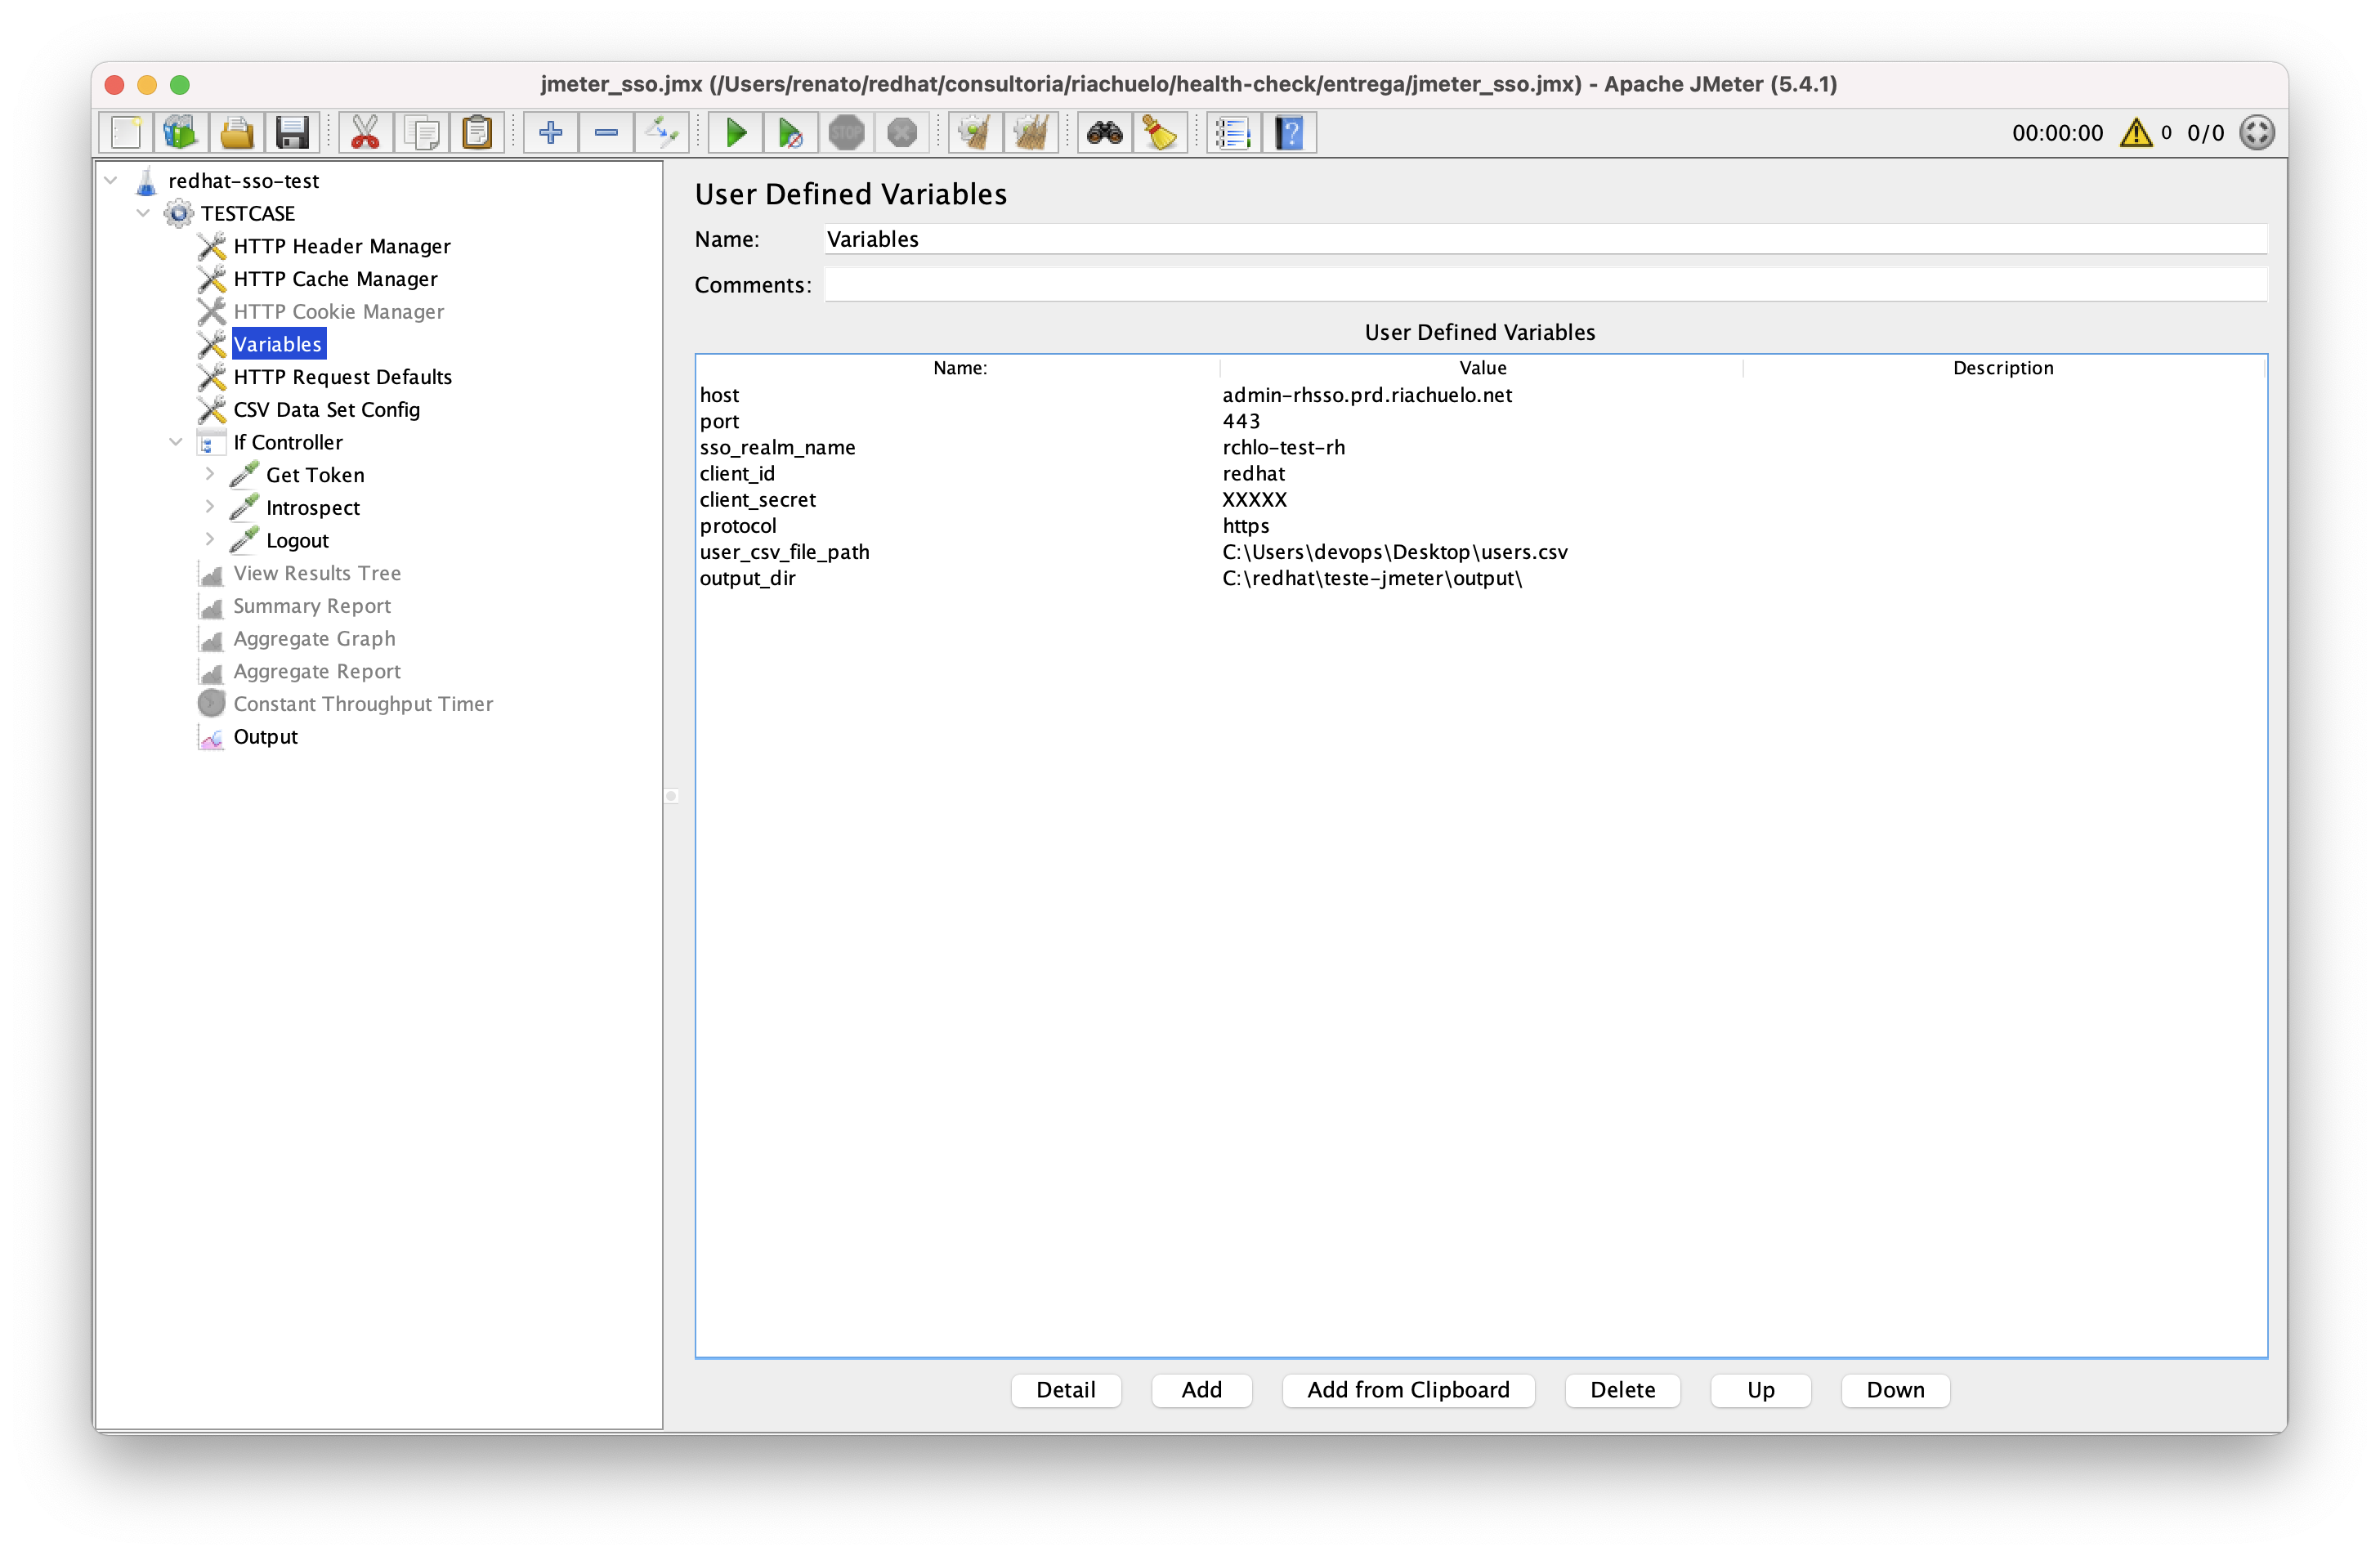 jmeter_sso.jmx (/Users/renato/redhat/consultoria/riachuelo/health-check/entrega/jmeter_sso.jmx) - Apache JMeter (5.4.1)
STOP
00:00:00 0 0/0
redhat-sso-test
TESTCASE
HTTP Header Manager
HTTP Cache Manager
HTTP Cookie Manager
Variables
HTTP Request Defaults
CSV Data Set Config
If Controller
Get Token
Introspect
Logout
View Results Tree
Summary Report
Aggregate Graph
Aggregate Report
Constant Throughput Timer
Output
User Defined Variables
Name: Variables
Comments:
User Defined Variables
Name: Value Description
host admin-rhsso.prd.riachuelo.net
port 443
sso_realm_name rchlo-test-rh
client_id redhat
client_secret XXXXX
protocol https
user_csv_file_path C:\Users\devops\Desktop\users.csv
output_dir C:\redhat\teste-jmeter\output\
Detail Add Add from Clipboard Delete Up Down